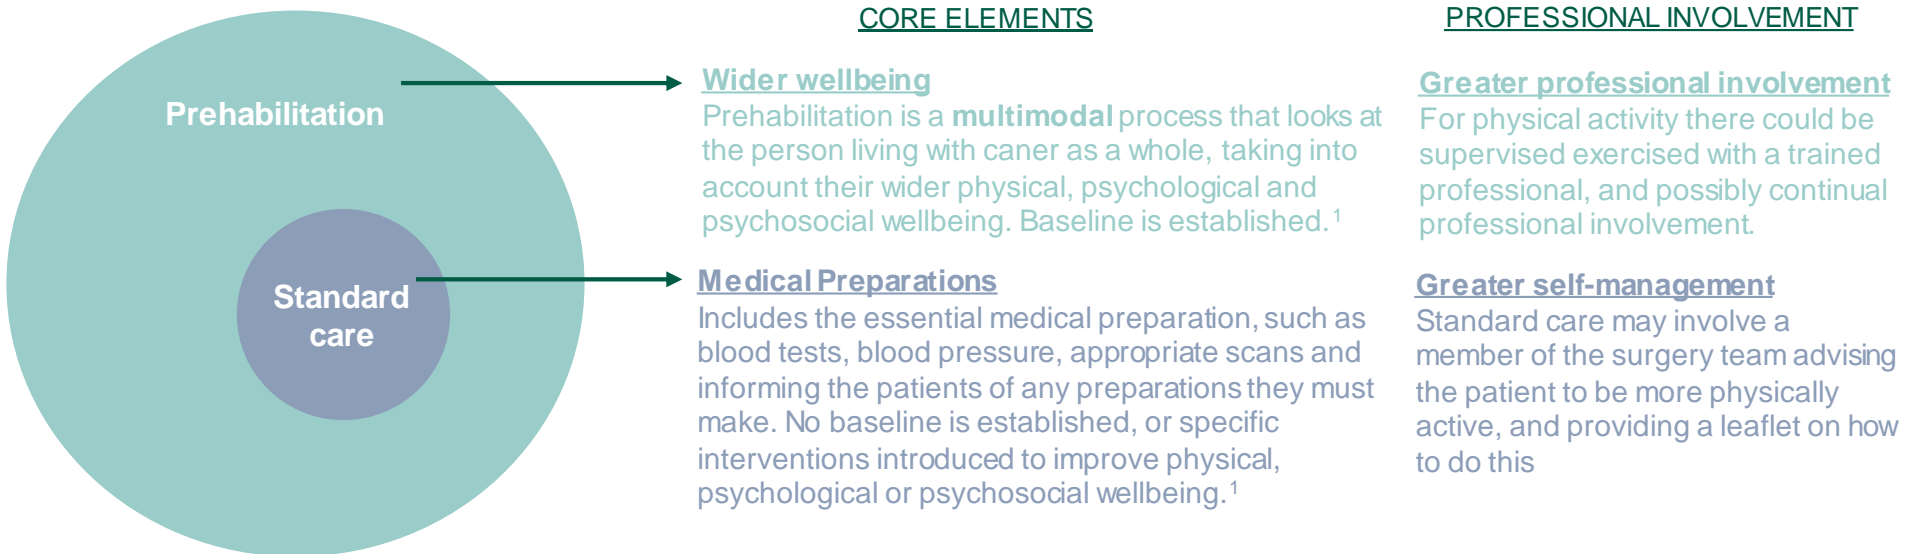 Prehabilitation
Standard
care
CORE ELEMENTS
Wider wellbeing
Prehabilitation is a multimodal process that looks at
the person living with caner as a whole, taking into
account their wider physical, psychological and
psychosocial wellbeing. Baseline is established.¹
Medical Preparations
Includes the essential medical preparation, such as
blood tests, blood pressure, appropriate scans and
informing the patients of any preparations they must
make. No baseline is established, or specific
interventions introduced to improve physical,
psychological or psychosocial wellbeing.¹
PROFESSIONAL INVOLVEMENT
Greater professional involvement
For physical activity there could be
supervised exercised with a trained
professional, and possibly continual
professional involvement.
Greater self-management
Standard care may involve a
member of the surgery team advising
the patient to be more physically
active, and providing a leaflet on how
to do this